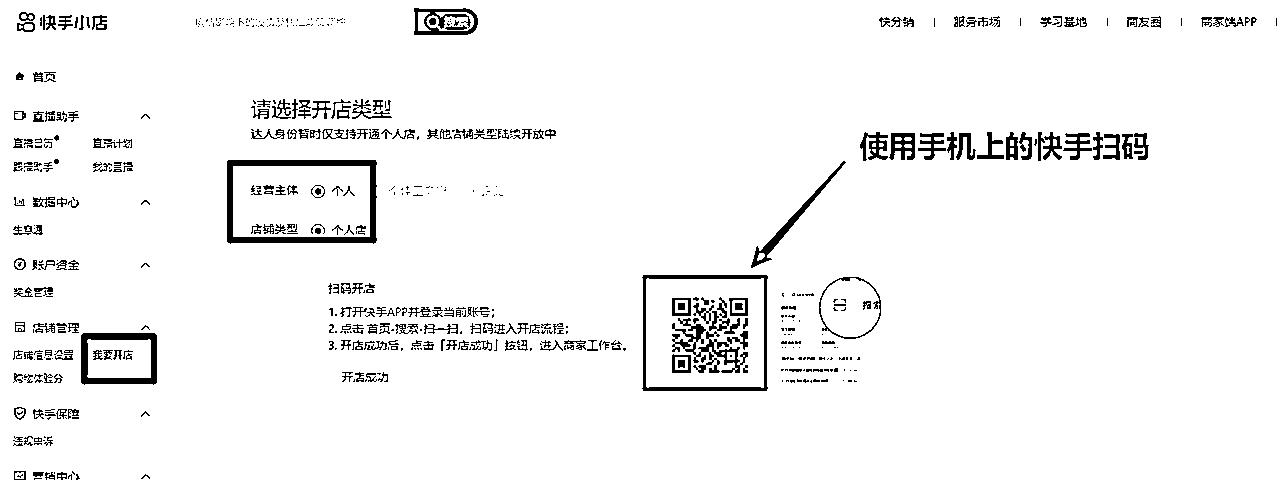 快手小店
搜索
快分销
服务市场
学习基地
商友圈
商家端APP
首页
直播助手
直播日历 直播计划
跟播助手 我的直播
数据中心
生意通
账户资金
奖金管理
店铺管理
店铺信息设置 我要开店
购物体验分
快手保障
违规申诉
营销中心
请选择开店类型
达人身份暂时仅支持开通个人店，其他店铺类型陆续开放中
经营主体 个人
店铺类型 个人店
扫码开店
1. 打开快手APP并登录当前账号；
2. 点击 首页-搜索-扫一扫，扫码进入开店流程；
3. 开店成功后，点击「开店成功」按钮，进入商家工作台。
开店成功
使用手机上的快手扫码
搜索